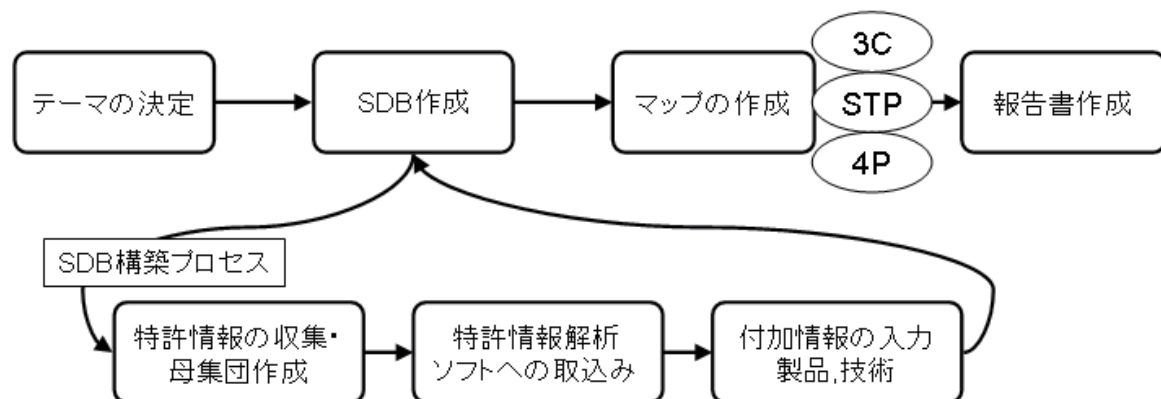 テーマの決定
SDB作成
マップの作成
3C
STP
4P
報告書作成
SDB構築プロセス
特許情報の収集・
母集団作成
特許情報解析
ソフトへの取込み
付加情報の入力
製品,技術